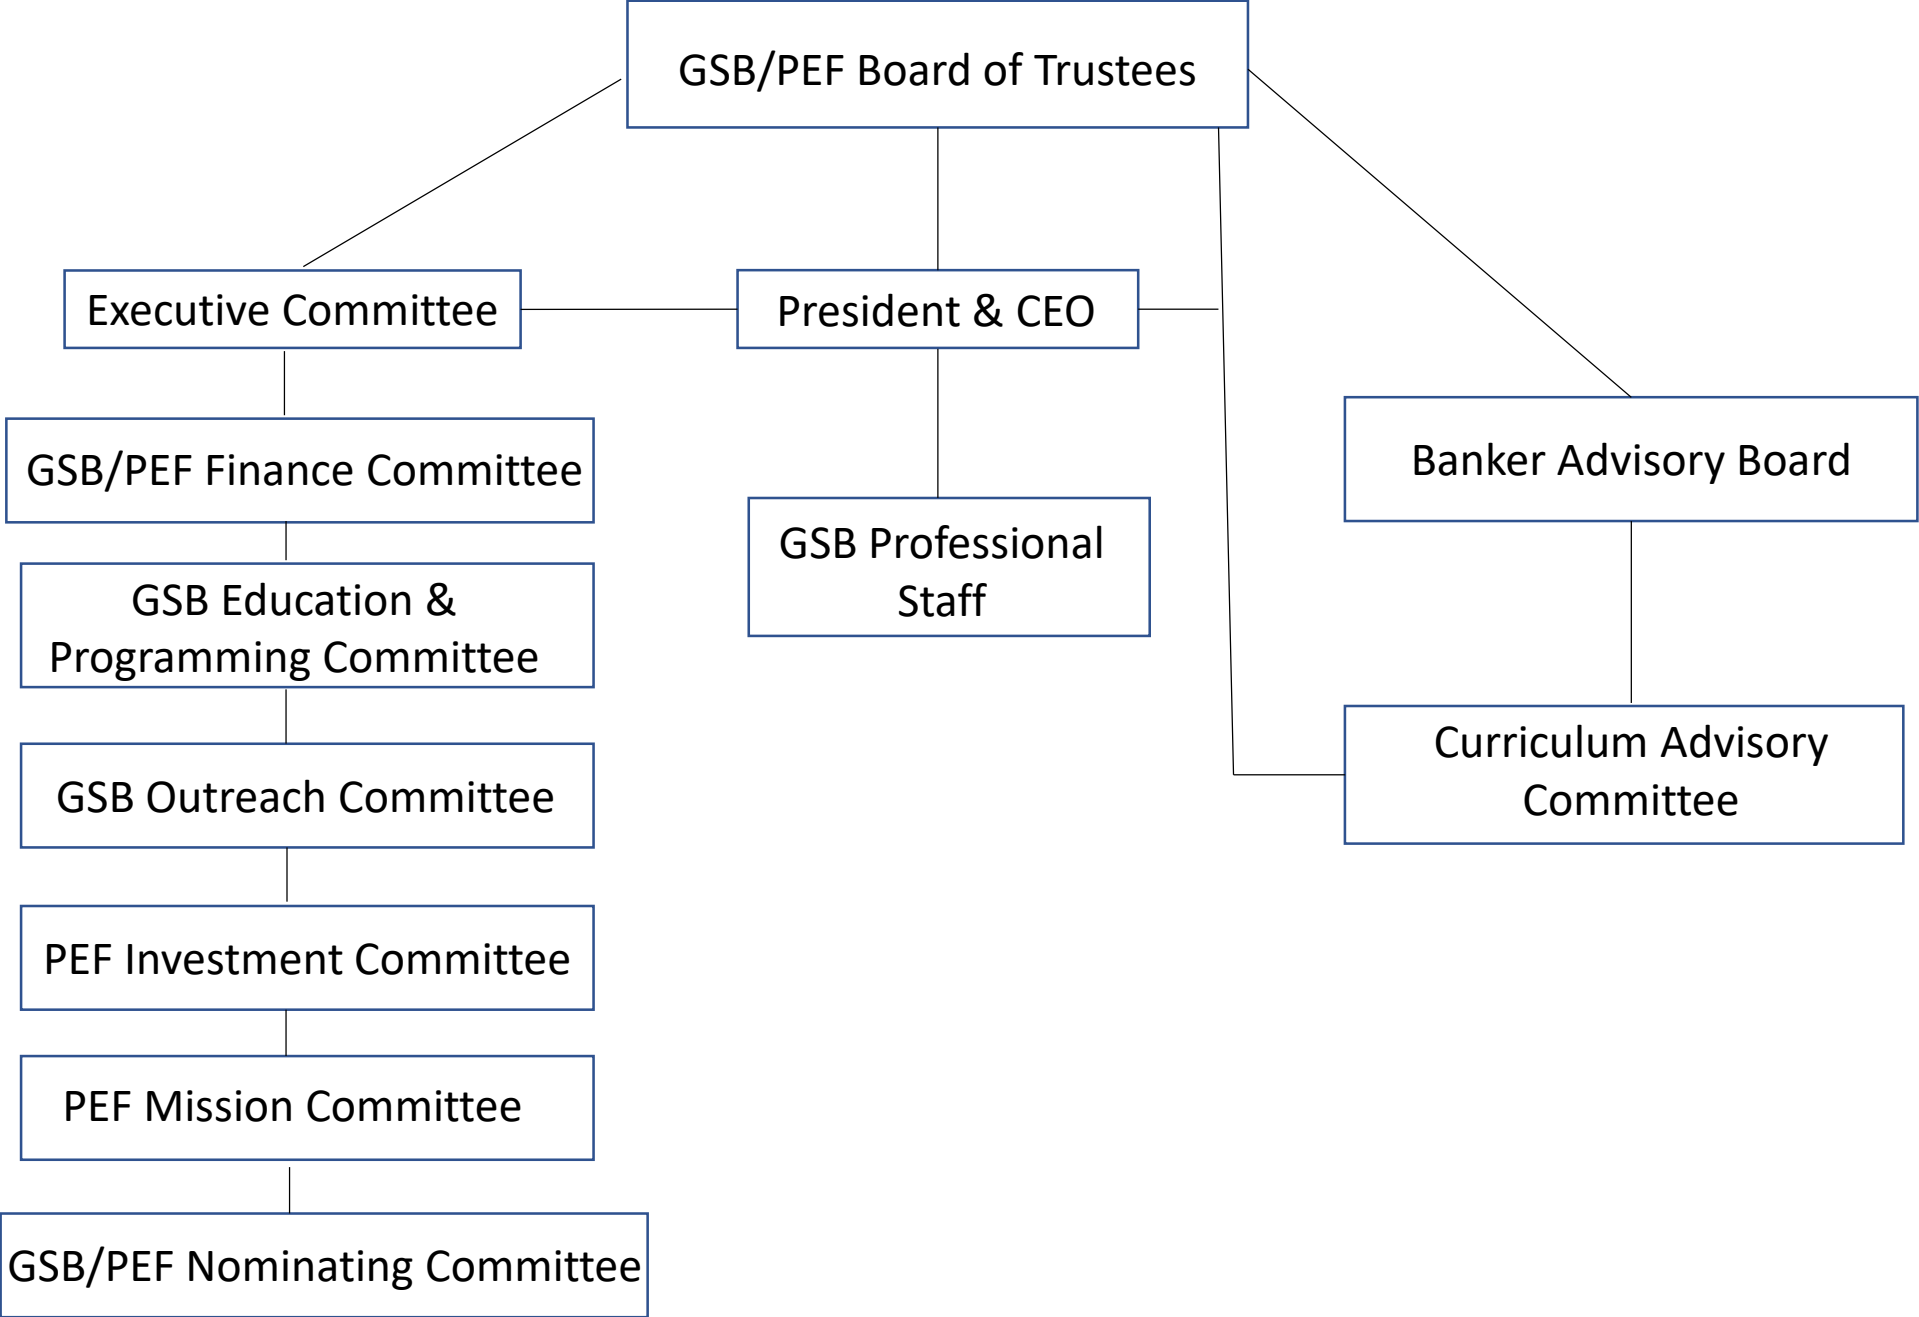 GSB/PEF Board of Trustees
Executive Committee
President & CEO
GSB/PEF Finance Committee
GSB Education &
Programming Committee
GSB Outreach Committee
PEF Investment Committee
PEF Mission Committee
GSB/PEF Nominating Committee
GSB Professional
Staff
Banker Advisory Board
Curriculum Advisory
Committee